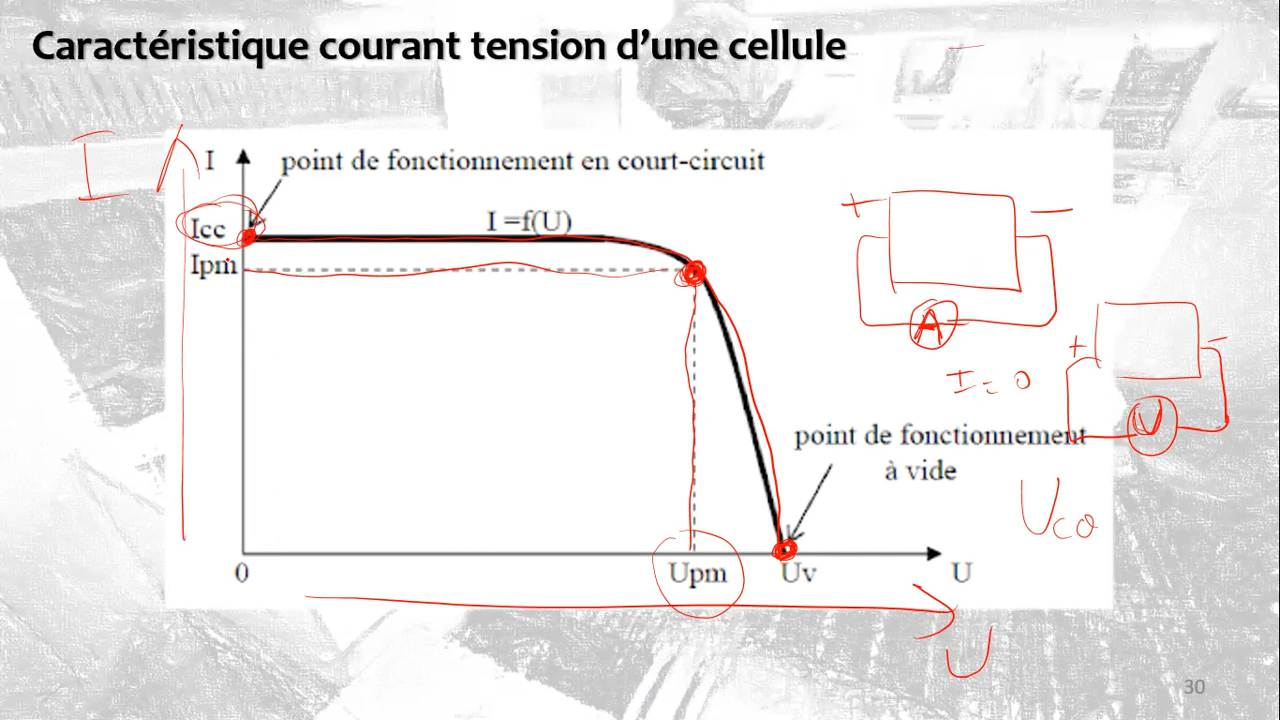 Caractéristique courant tension d’une cellule
I
I
point de fonctionnement en court-circuit
Icc
I =f(U)
Ipm
+
−
A
I = 0
+
−
V
point de fonctionnement
à vide
Uco
0
Upm
Uv
U
U
30